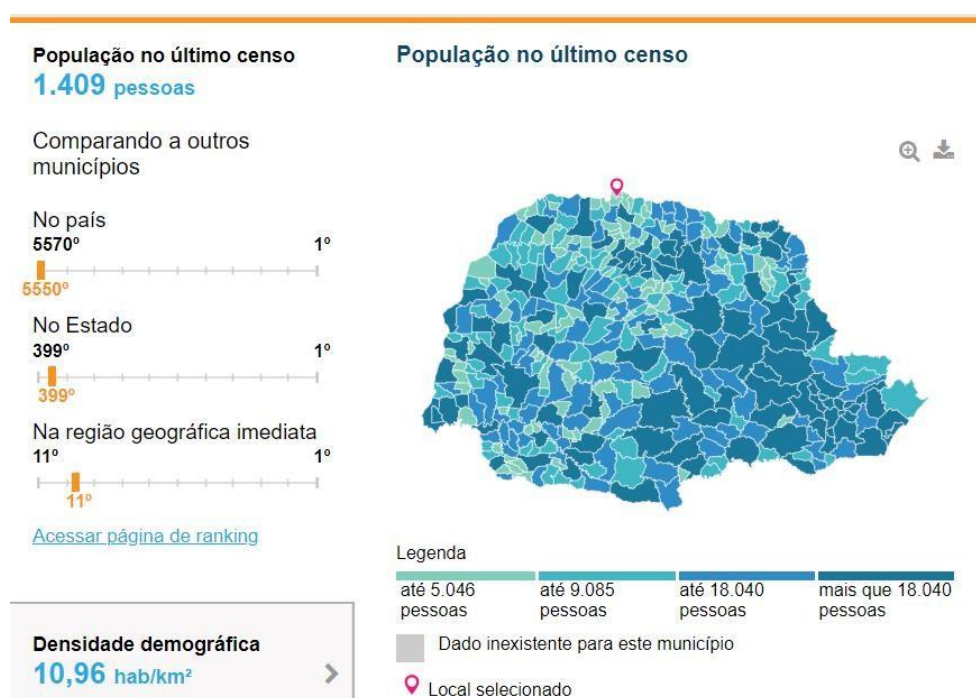 População no último censo
1.409 pessoas
Comparando a outros
municípios
No país
5570º 1º
5550º
No Estado
399º 1º
399º
Na região geográfica imediata
11º 1º
11º
Acessar página de ranking
Densidade demográfica
10,96 hab/km²
População no último censo
Legenda
até 5.046 pessoas
até 9.085 pessoas
até 18.040 pessoas
mais que 18.040 pessoas
Dado inexistente para este município
Local selecionado